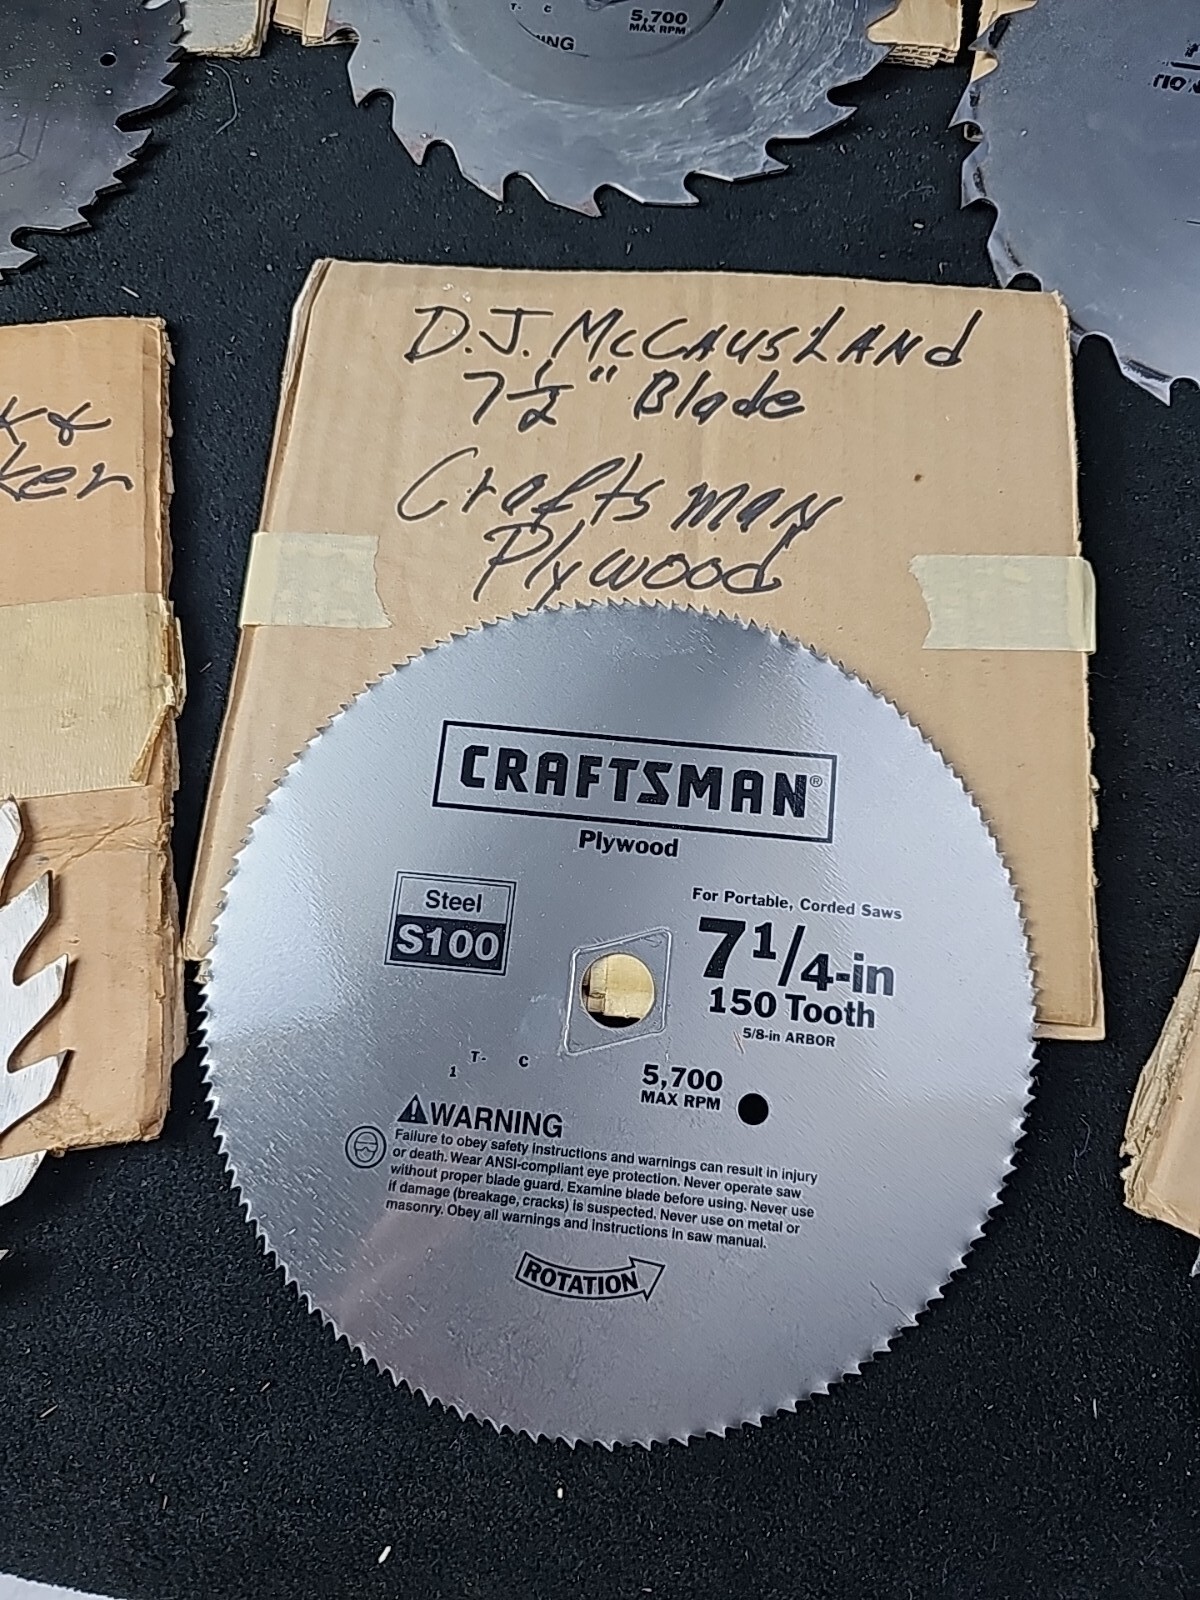 5,700
MAX RPM
D.J. McCausLANd
7 1/2" Blade
Craftsman
Plywood
CRAFTSMAN®
Plywood
Steel
S100
For Portable, Corded Saws
7 1/4-in
150 Tooth
5/8-in ARBOR
T- C
1
5,700
MAX RPM
WARNING
Failure to obey safety instructions and warnings can result in injury
or death. Wear ANSI-compliant eye protection. Never operate saw
without proper blade guard. Examine blade before using. Never use
if damage (breakage, cracks) is suspected. Never use on metal or
masonry. Obey all warnings and instructions in saw manual.
ROTATION